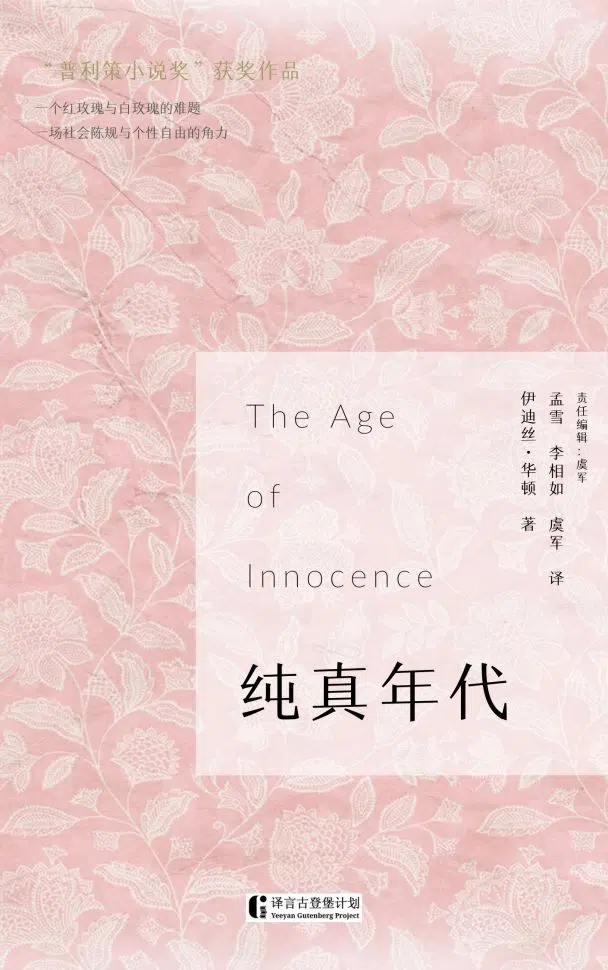 “普利策小说奖”获奖作品
一个红玫瑰与白玫瑰的难题
一场社会陈规与个性自由的角力
The Age
of
Innocence
责任编辑：虞军
孟雪 李相如 虞军 译
伊迪丝·华顿 著
纯真年代
译言古登堡计划
Yeeyan Gutenberg Project